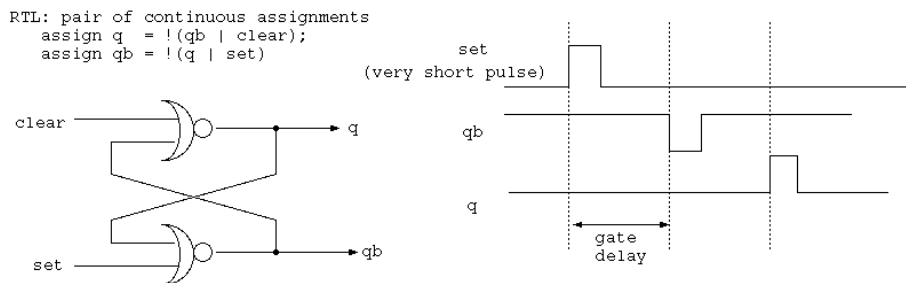 RTL: pair of continuous assignments
assign q  = !(qb | clear);
assign qb = !(q | set)
set
(very short pulse)
clear
q
qb
q
gate
delay
set
qb